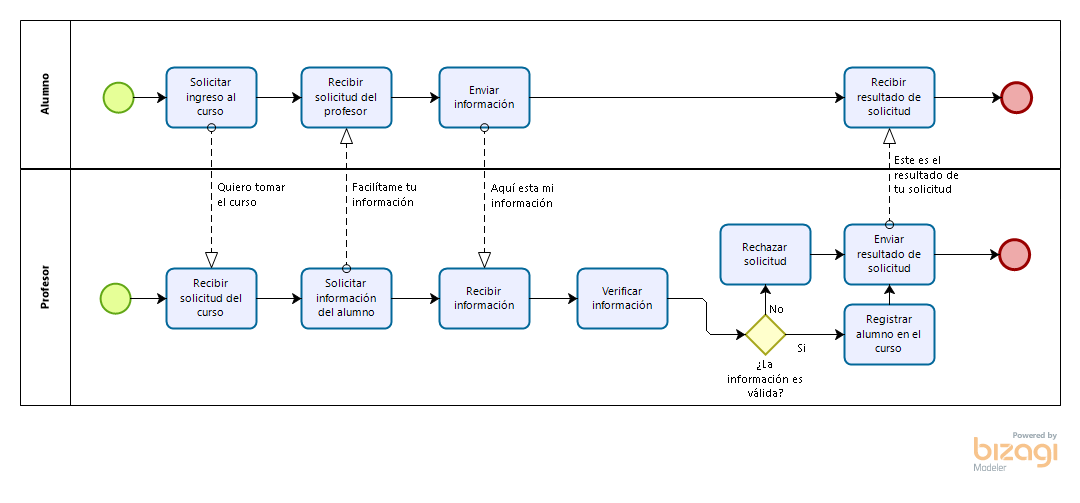 Alumno
Solicitar
ingreso al
curso
Recibir
solicitud del
profesor
Enviar
información
Recibir
resultado de
solicitud
Quiero tomar
el curso
Facilítame tu
información
Aquí esta mi
información
Este es el
resultado de
tu solicitud
Profesor
Recibir
solicitud del
curso
Solicitar
información
del alumno
Recibir
información
Verificar
información
Rechazar
solicitud
Enviar
resultado de
solicitud
No
Si
Registrar
alumno en el
curso
¿La
información es
válida?
Powered by
bizagi
Modeler